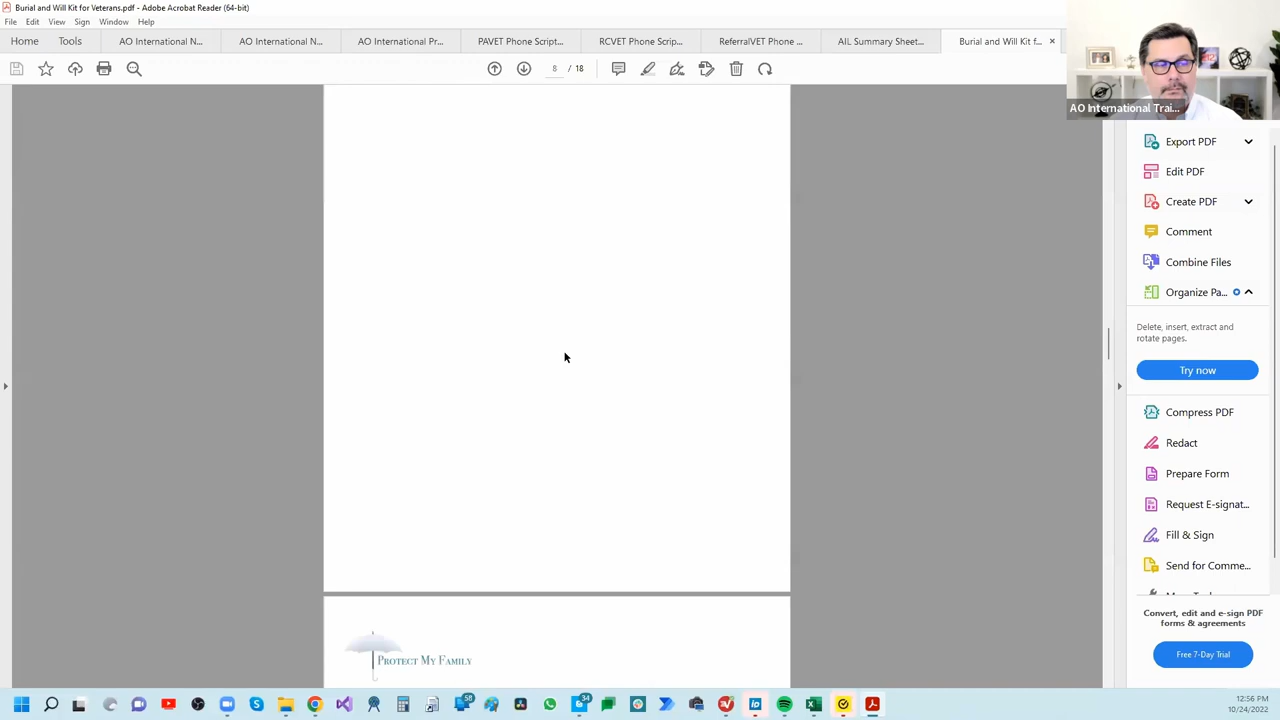 Burial and Will Kit for Veterans.pdf - Adobe Acrobat Reader (64-bit)
File Edit View Sign Window Help
Home Tools AO International N... AO International N... AO International Pr... RCVET Phone Scrip... ReferralVET Phone ... AIL Summary Sheet... Burial and Will Kit f... ×
8 / 18
AO International Trai...
Export PDF
Edit PDF
Create PDF
Comment
Combine Files
Organize Pa...
Delete, insert, extract and
rotate pages.
Try now
Compress PDF
Redact
Prepare Form
Request E-signat...
Fill & Sign
Send for Comme...
Convert, edit and e-sign PDF
forms & agreements
Free 7-Day Trial
PROTECT MY FAMILY
58
34
12:56 PM
10/24/2022